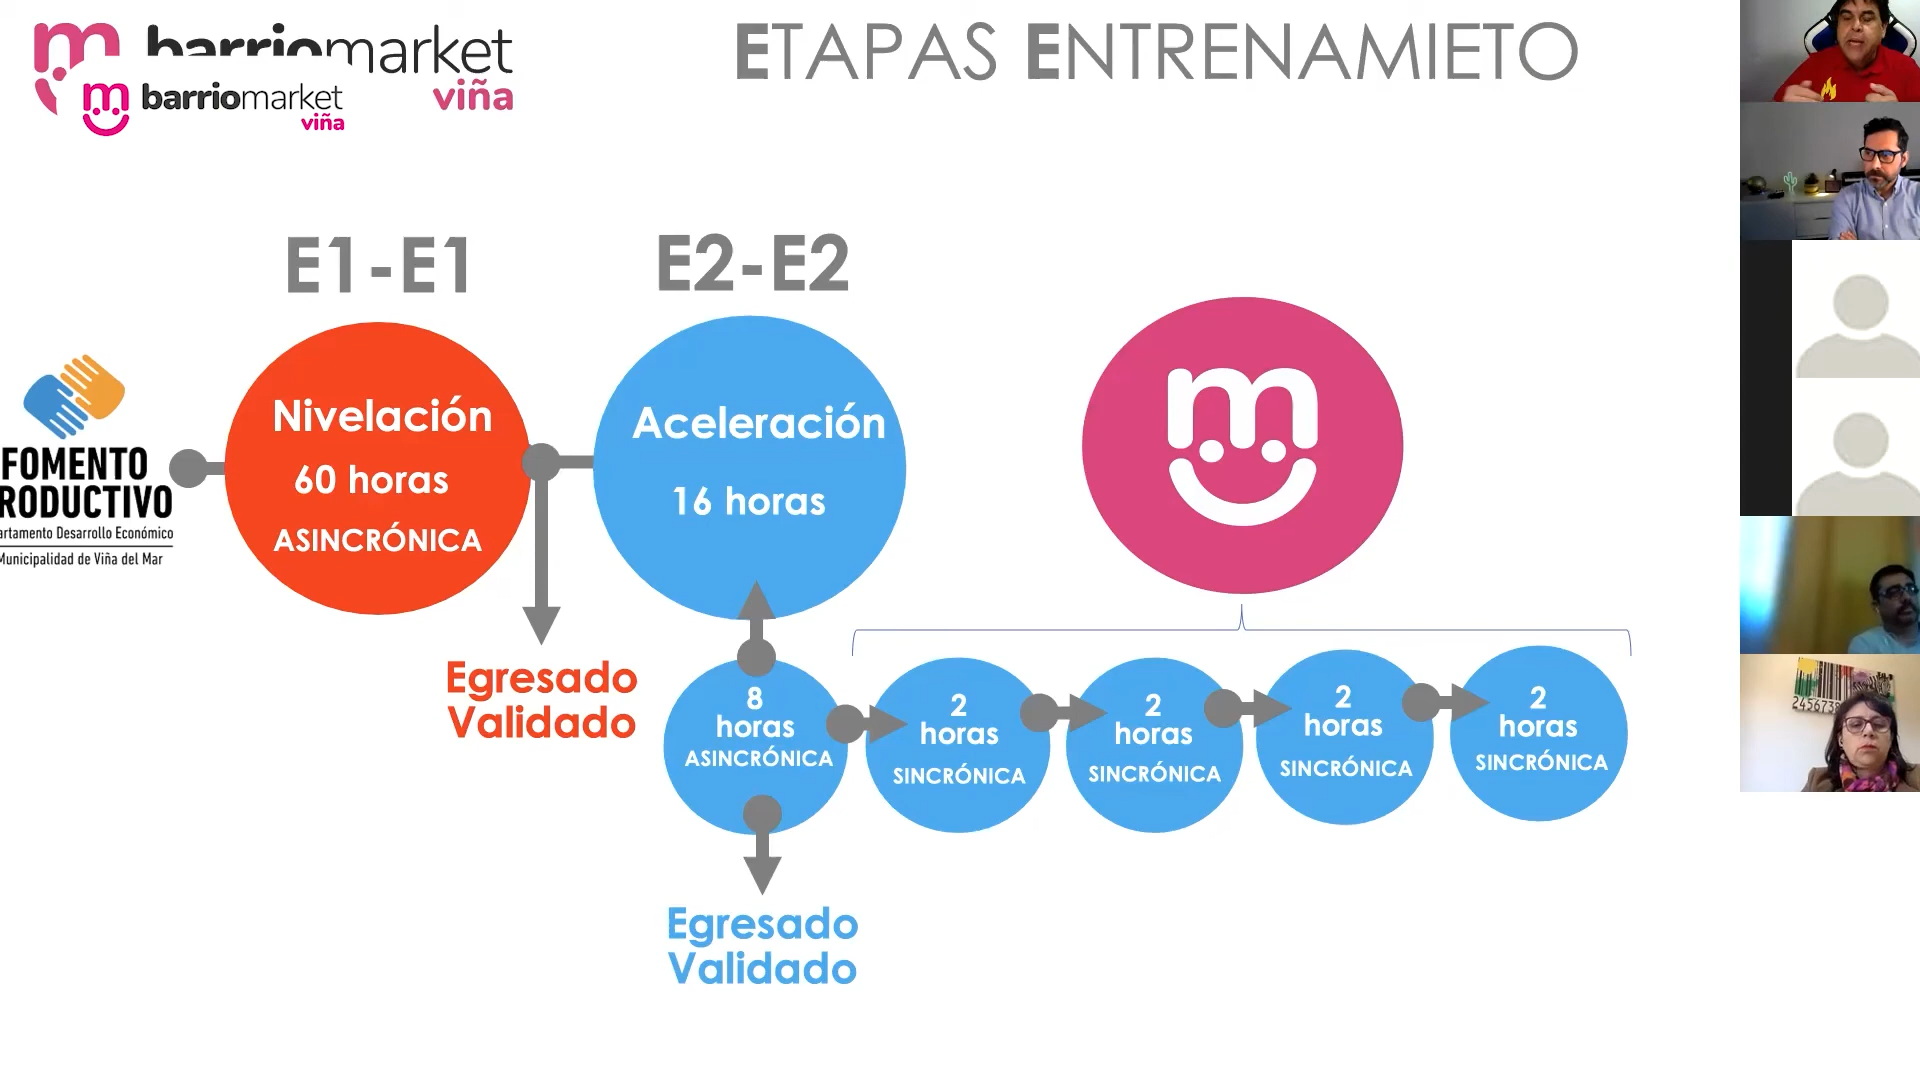 barriomarket
viña
barriomarket
viña
ETAPAS ENTRENAMIETO
E1-E1
E2-E2
Nivelación
60 horas
ASINCRÓNICA
Aceleración
16 horas
FOMENTO
RODUCTIVO
artamento Desarrollo Económico
Municipalidad de Viña del Mar
Egresado
Validado
8
horas
ASINCRÓNICA
2
horas
SINCRÓNICA
2
horas
SINCRÓNICA
2
horas
SINCRÓNICA
2
horas
SINCRÓNICA
Egresado
Validado